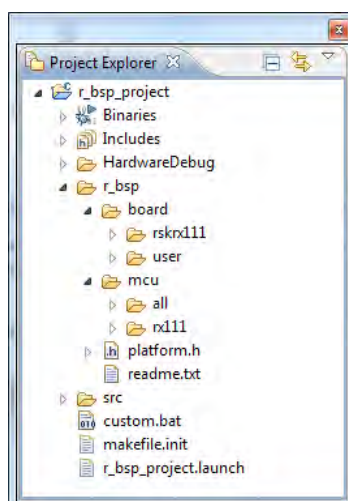 Project Explorer
r_bsp_project
Binaries
Includes
HardwareDebug
r_bsp
board
rskrx111
user
mcu
all
rx111
platform.h
readme.txt
src
custom.bat
makefile.init
r_bsp_project.launch